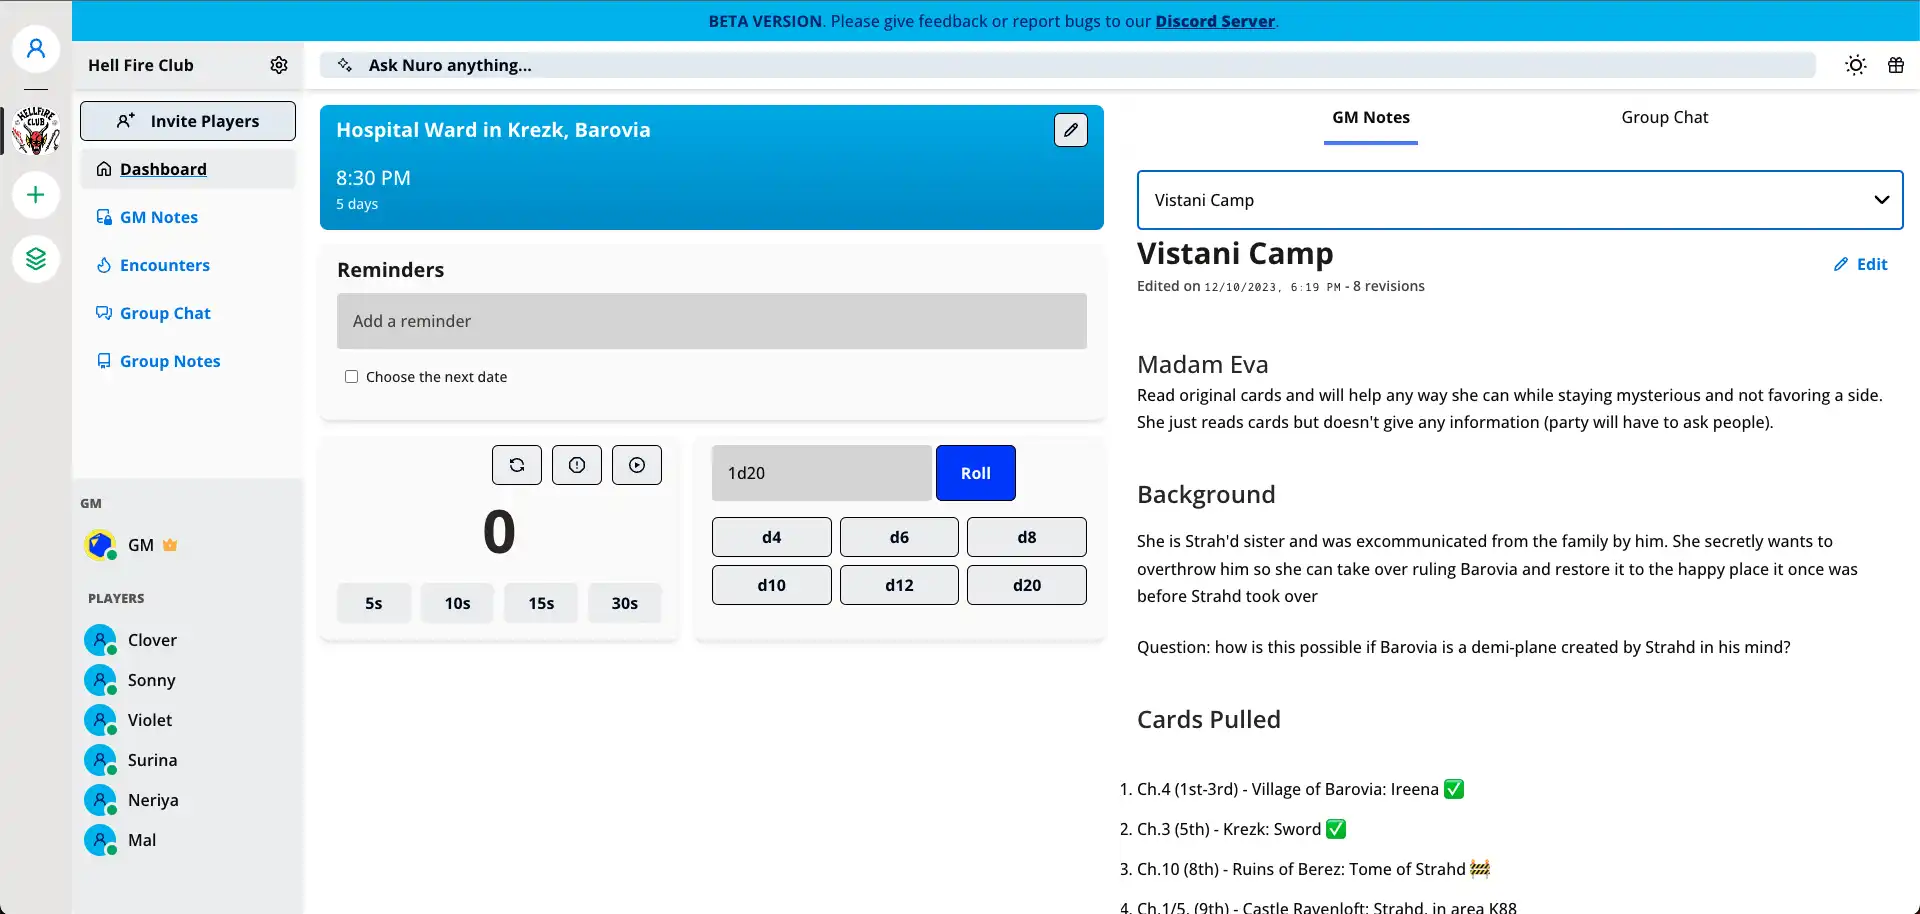 BETA VERSION. Please give feedback or report bugs to our Discord Server.
Hell Fire Club
Ask Nuro anything...
HELLFIRE
CLUB
Invite Players
Dashboard
GM Notes
Encounters
Group Chat
Group Notes
GM
GM
PLAYERS
Clover
Sonny
Violet
Surina
Neriya
Mal
Hospital Ward in Krezk, Barovia
8:30 PM
5 days
Reminders
Add a reminder
Choose the next date
0
5s 10s 15s 30s
1d20 Roll
d4 d6 d8
d10 d12 d20
GM Notes Group Chat
Vistani Camp
Vistani Camp
Edit
Edited on 12/10/2023, 6:19 PM - 8 revisions
Madam Eva
Read original cards and will help any way she can while staying mysterious and not favoring a side.
She just reads cards but doesn't give any information (party will have to ask people).
Background
She is Strah'd sister and was excommunicated from the family by him. She secretly wants to
overthrow him so she can take over ruling Barovia and restore it to the happy place it once was
before Strahd took over
Question: how is this possible if Barovia is a demi-plane created by Strahd in his mind?
Cards Pulled
1. Ch.4 (1st-3rd) - Village of Barovia: Ireena ✅
2. Ch.3 (5th) - Krezk: Sword ✅
3. Ch.10 (8th) - Ruins of Berez: Tome of Strahd 🚧
4. Ch.1/5. (9th) - Castle Ravenloft: Strahd, in area K88